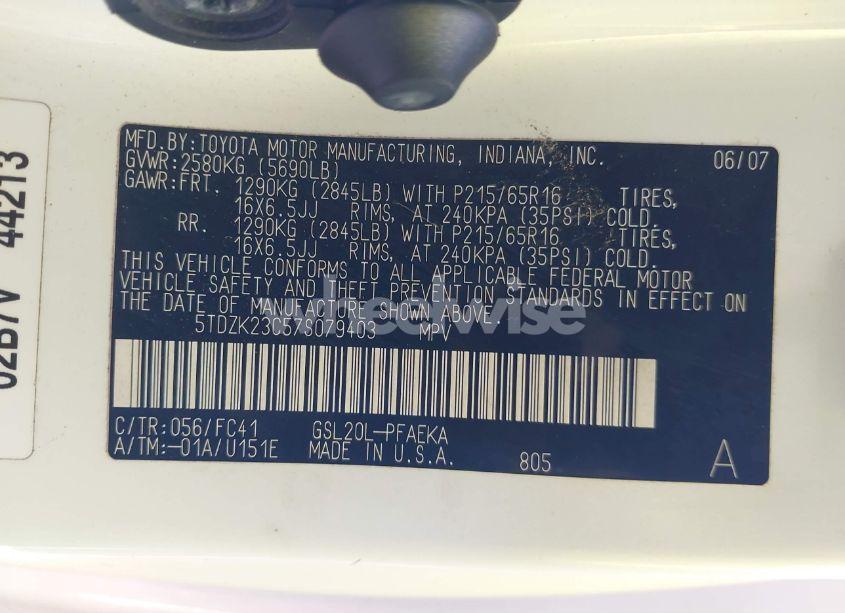 MFD.BY:TOYOTA MOTOR MANUFACTURING, INDIANA, INC. 06/07
GVWR:2580KG (5690LB)
GAWR:FRT. 1290KG (2845LB) WITH P215/65R16 TIRES,
16X6.5JJ RIMS, AT 240KPA (35PSI) COLD.
RR. 1290KG (2845LB) WITH P215/65R16 TIRES,
16X6.5JJ RIMS, AT 240KPA (35PSI) COLD.
THIS VEHICLE CONFORMS TO ALL APPLICABLE FEDERAL MOTOR
VEHICLE SAFETY AND THEFT PREVENTION STANDARDS IN EFFECT ON
THE DATE OF MANUFACTURE SHOWN ABOVE.
5TDZK23C57S079403 MPV
wheelwise
C/TR:056/FC41 GSL20L-PFAEKA
A/TM:-01A/U151E MADE IN U.S.A. 805 A
02B7V 44213